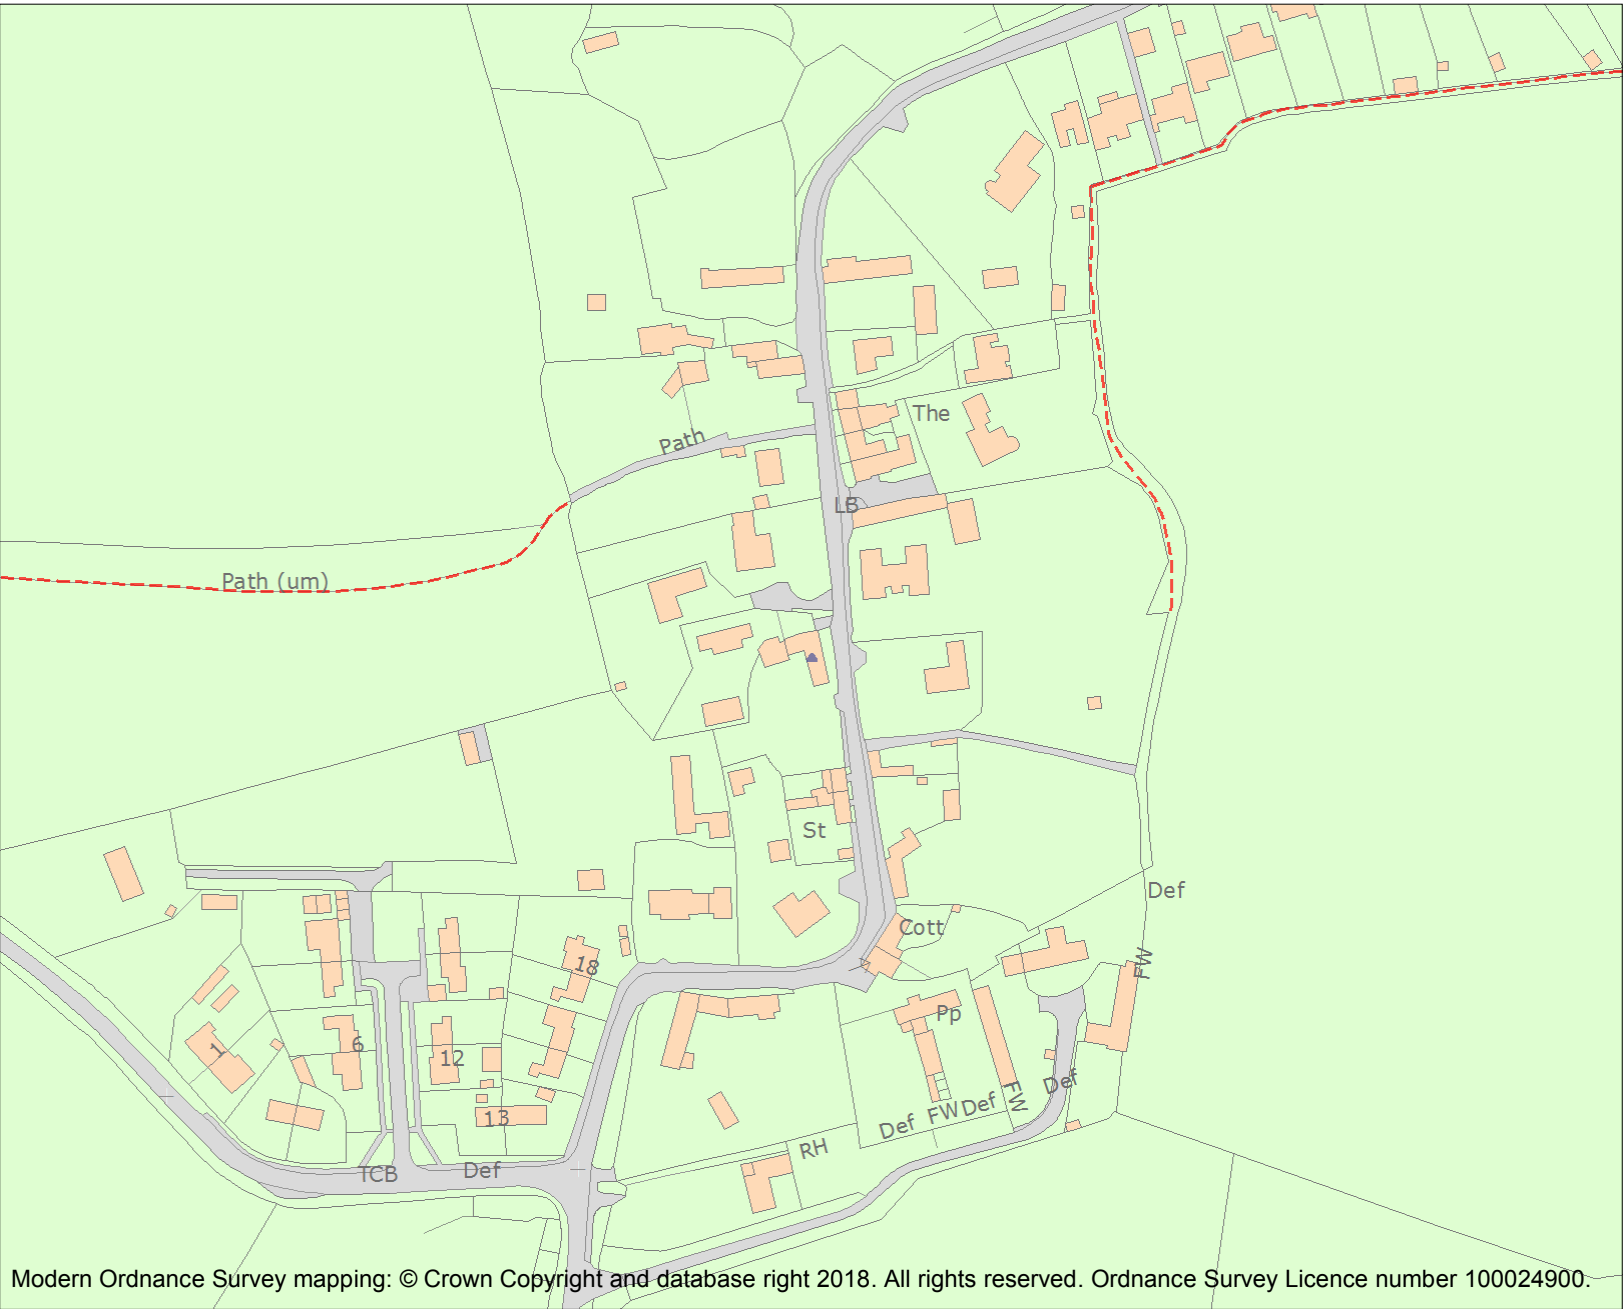 The
Path
LB
Path (um)
St
Def
Cott
FW
18
Pp
1
6
12
Def
FW
Def
FW
Def
13
RH
TCB
Def
Modern Ordnance Survey mapping: © Crown Copyright and database right 2018. All rights reserved. Ordnance Survey Licence number 100024900.